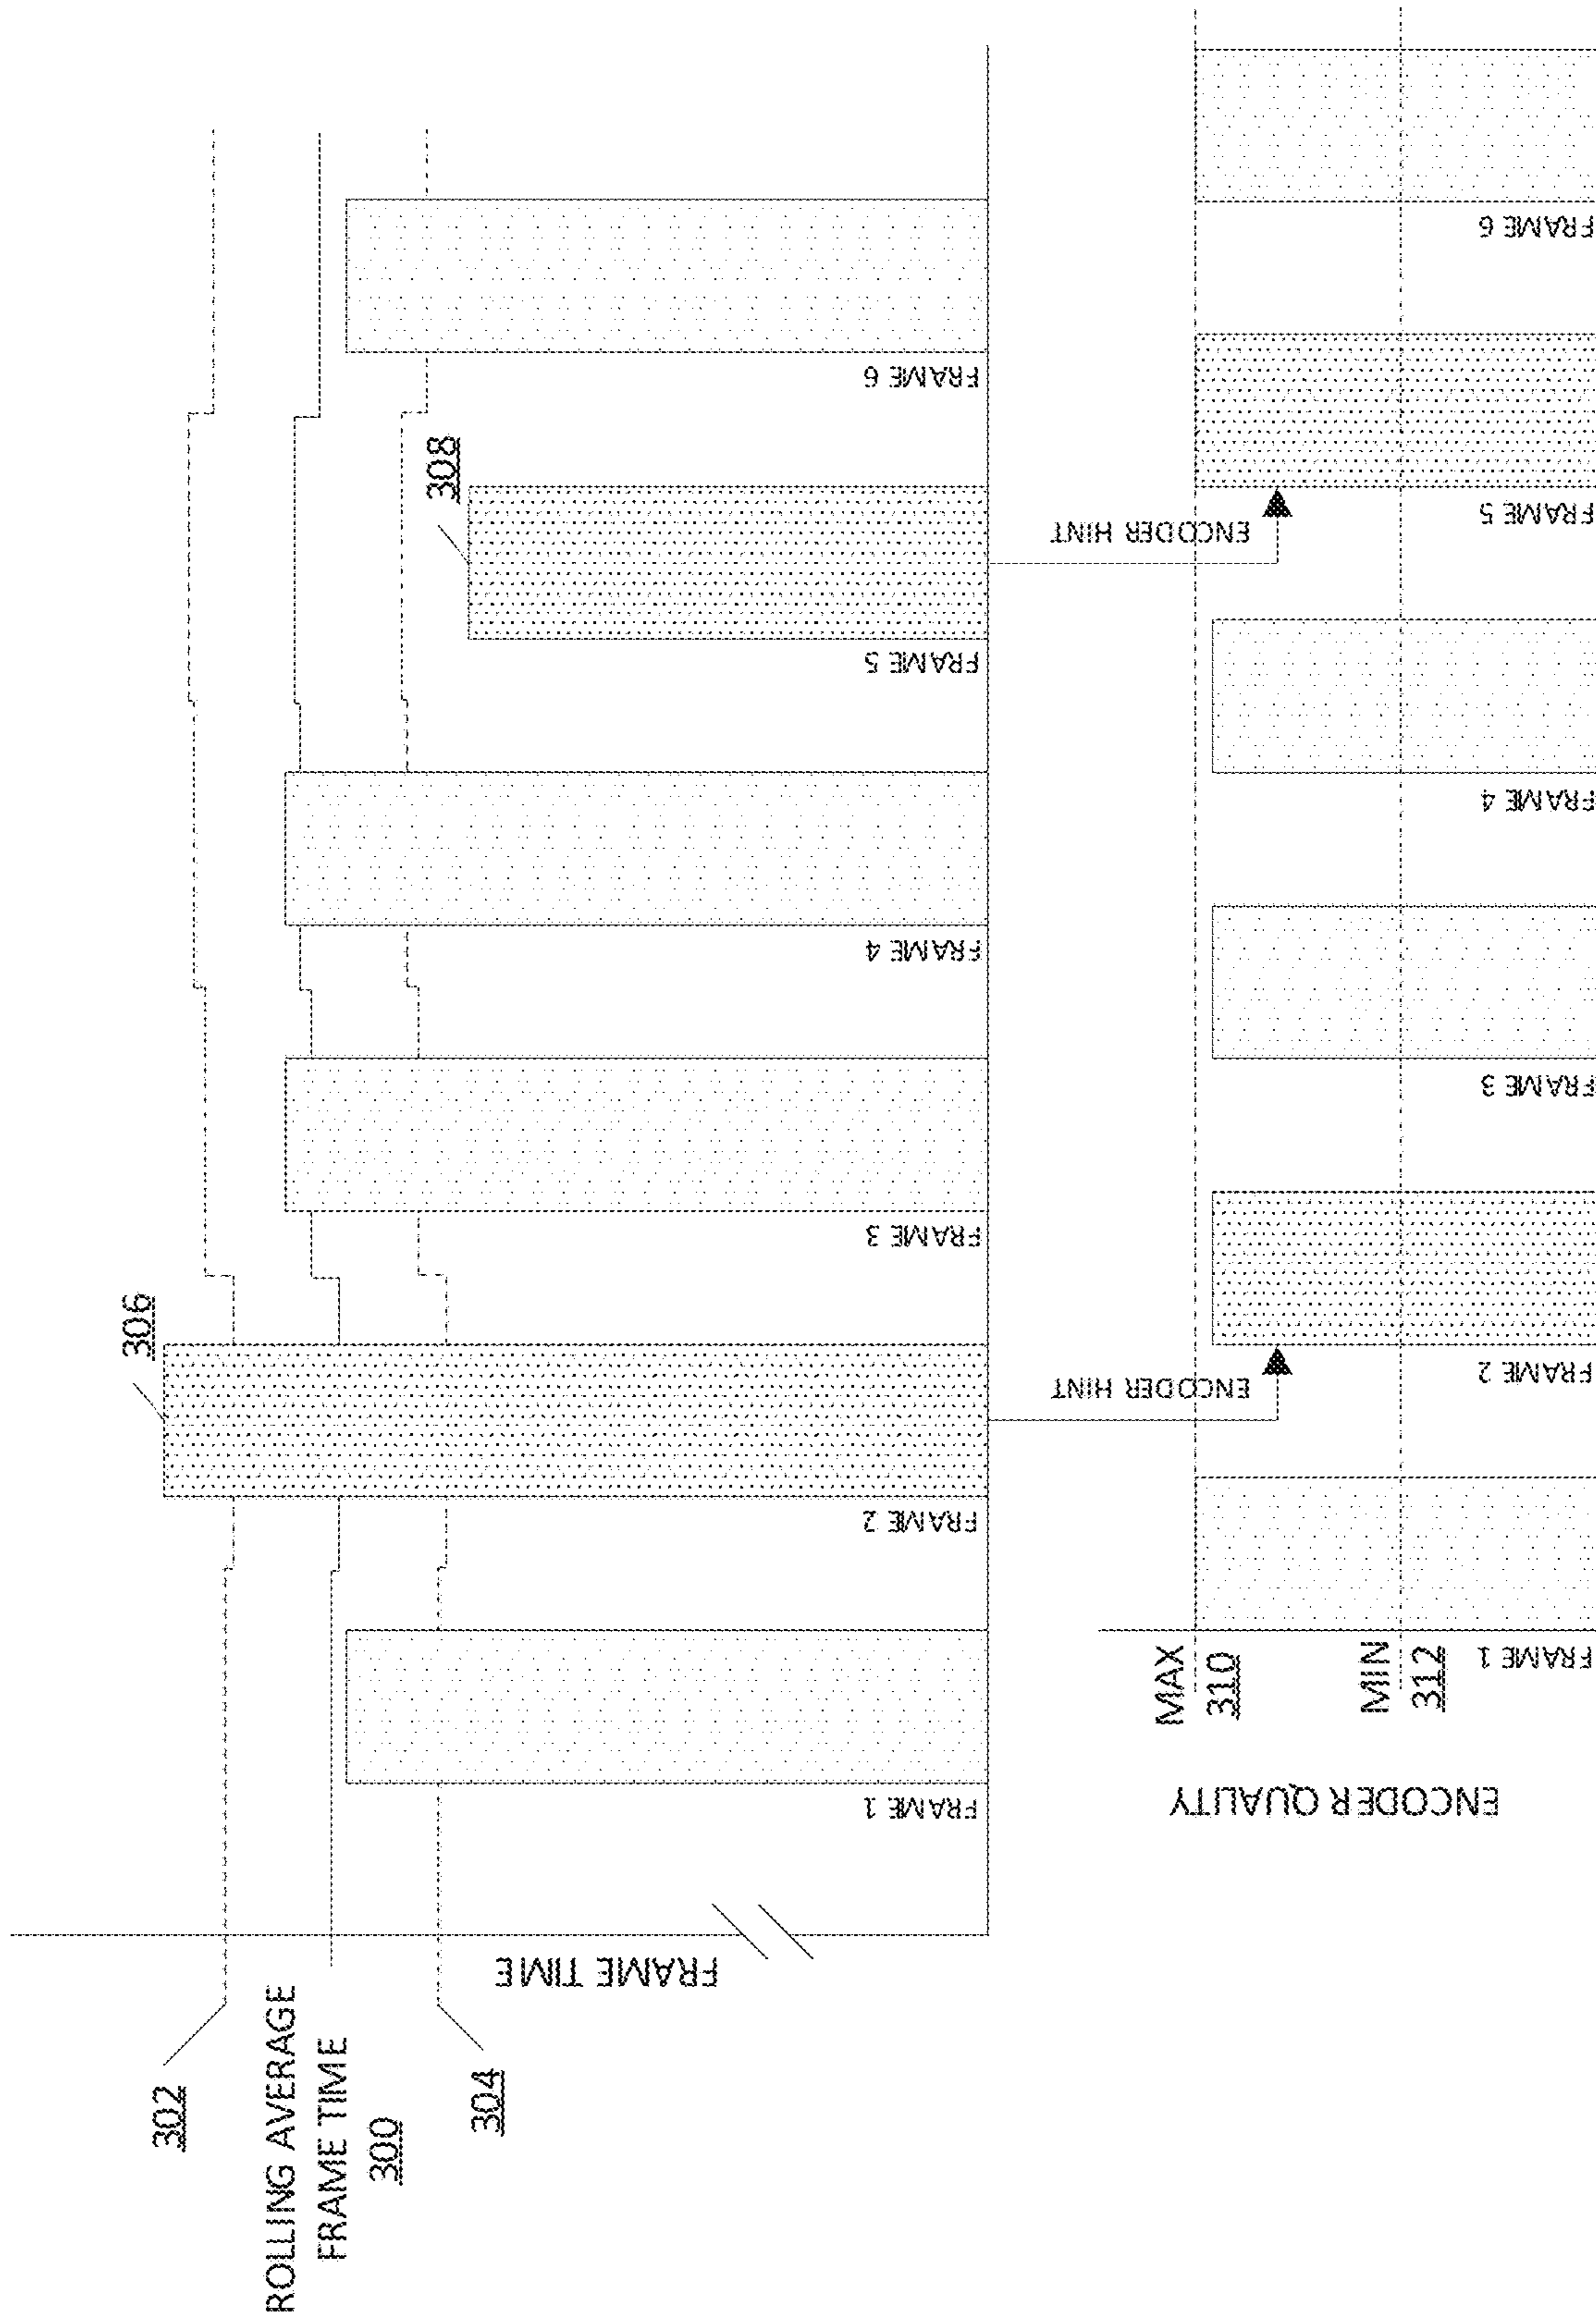 302
ROLLING AVERAGE
FRAME TIME
300
304
FRAME TIME
306
308
FRAME 1
FRAME 2
FRAME 3
FRAME 4
FRAME 5
FRAME 6
ENCODER HINT
ENCODER HINT
ENCODER QUALITY
MAX
310
MIN
312
FRAME 1
FRAME 2
FRAME 3
FRAME 4
FRAME 5
FRAME 6